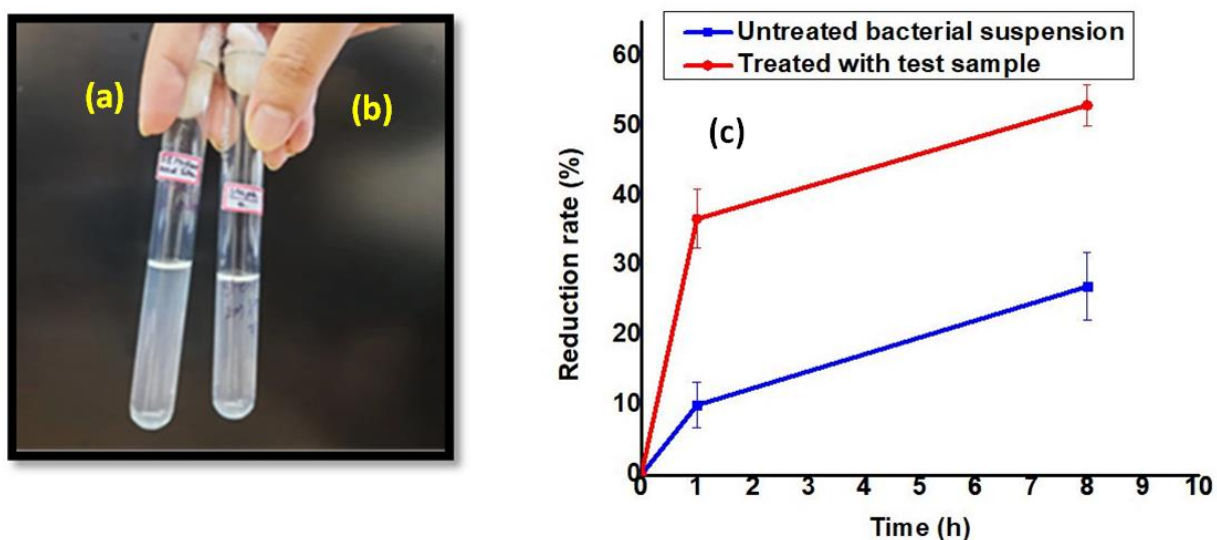 (a)
(b)
Untreated bacterial suspension
Treated with test sample
(c)
Reduction rate (%)
60
50
40
30
20
10
0
0 1 2 3 4 5 6 7 8 9 10
Time (h)